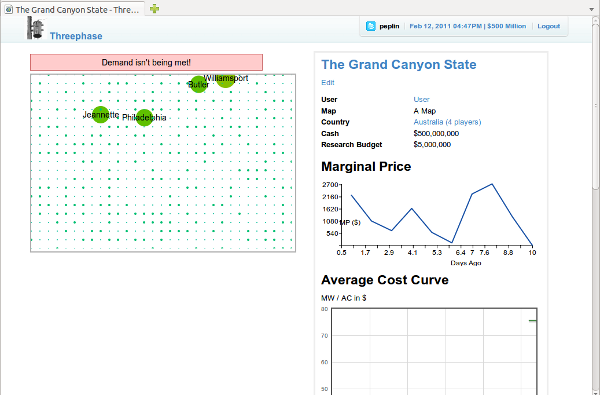 The Grand Canyon State - Thre...
Threephase
peplin | Feb 12, 2011 04:47PM | $500 Million | Logout
Demand isn't being met!
Williamsport
Butler
Jeannette
Philadelphia
The Grand Canyon State
Edit
User User
Map A Map
Country Australia (4 players)
Cash $500,000,000
Research Budget $5,000,000
Marginal Price
2700
2160
1620
1080
MP ($)
540
0.5 1.7 2.9 4.1 5.3 6.4 7 7.6 8.8 10
Days Ago
Average Cost Curve
MW / AC in $
80
70
60
50